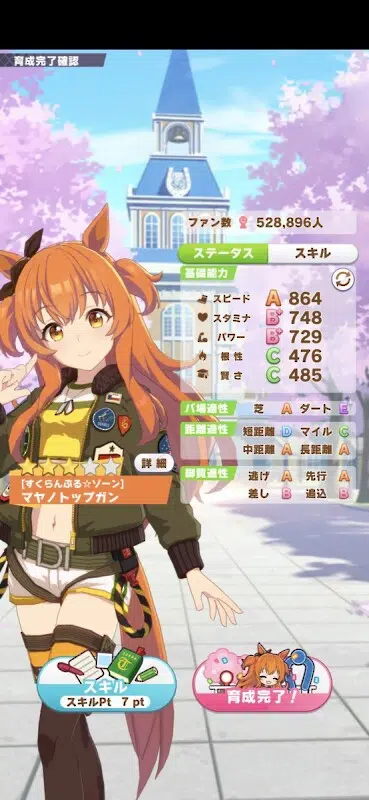 育成完了確認
ファン数 528,896人
ステータス スキル
基礎能力
スピード A 864
スタミナ B+ 748
パワー B+ 729
根性 C 476
賢さ C 485
バ場適性 芝 A ダート E
距離適性 短距離 D マイル C
中距離 A 長距離 A
脚質適性 逃げ A 先行 A
差し B 追込 B
詳細
[すくらんぶる☆ゾーン]
マヤノトップガン
スキル
スキルPt 7 pt
育成完了!